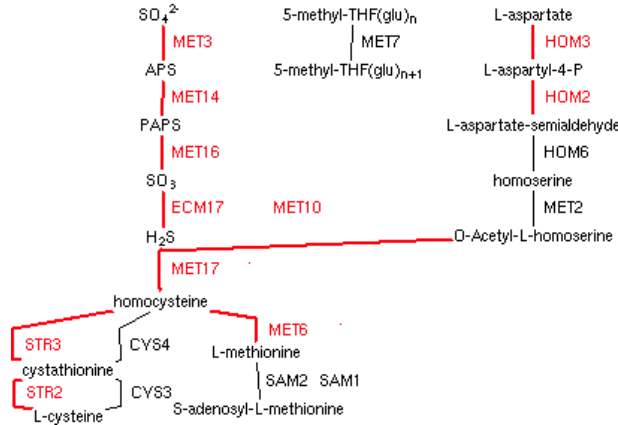 SO₄²⁻ 5-methyl-THF(glu)ₙ L-aspartate
MET3 MET7 HOM3
APS 5-methyl-THF(glu)ₙ₊₁ L-aspartyl-4-P
MET14 HOM2
PAPS L-aspartate-semialdehyde
MET16 HOM6
SO₃ homoserine
ECM17 MET10 MET2
H₂S O-Acetyl-L-homoserine
MET17
homocysteine
STR3 CYS4 MET6
L-methionine
cystathionine
STR2 CYS3 SAM2 SAM1
L-cysteine S-adenosyl-L-methionine